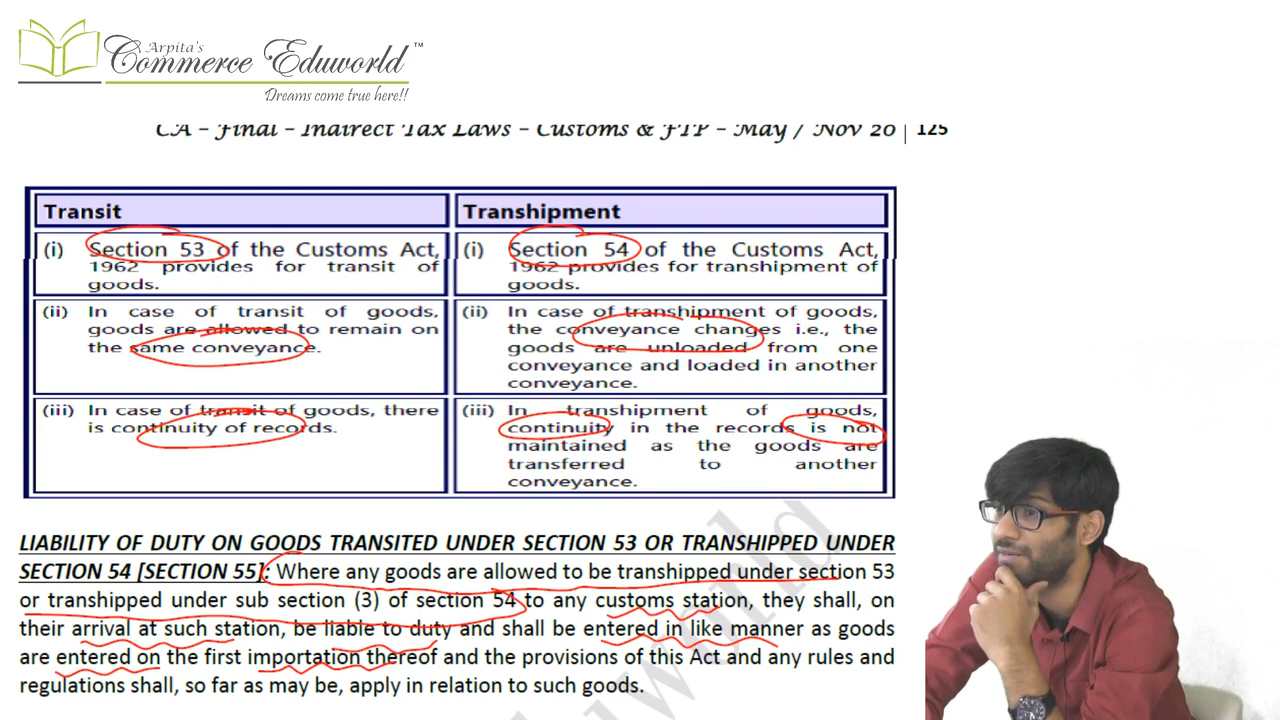 Arpita's
Commerce Eduworld™
Dreams come true here!!
CA – Final – Indirect Tax Laws – Customs & FTP – May / Nov 20 | 125
Transit
(i) Section 53 of the Customs Act,
1962 provides for transit of
goods.
(ii) In case of transit of goods,
goods are allowed to remain on
the same conveyance.
(iii) In case of transit of goods, there
is continuity of records.
Transhipment
(i) Section 54 of the Customs Act,
1962 provides for transhipment of
goods.
(ii) In case of transhipment of goods,
the conveyance changes i.e., the
goods are unloaded from one
conveyance and loaded in another
conveyance.
(iii) In transhipment of goods,
continuity in the records is not
maintained as the goods are
transferred to another
conveyance.
LIABILITY OF DUTY ON GOODS TRANSITED UNDER SECTION 53 OR TRANSHIPPED UNDER
SECTION 54 [SECTION 55]: Where any goods are allowed to be transhipped under section 53
or transhipped under sub section (3) of section 54 to any customs station, they shall, on
their arrival at such station, be liable to duty and shall be entered in like manner as goods
are entered on the first importation thereof and the provisions of this Act and any rules and
regulations shall, so far as may be, apply in relation to such goods.